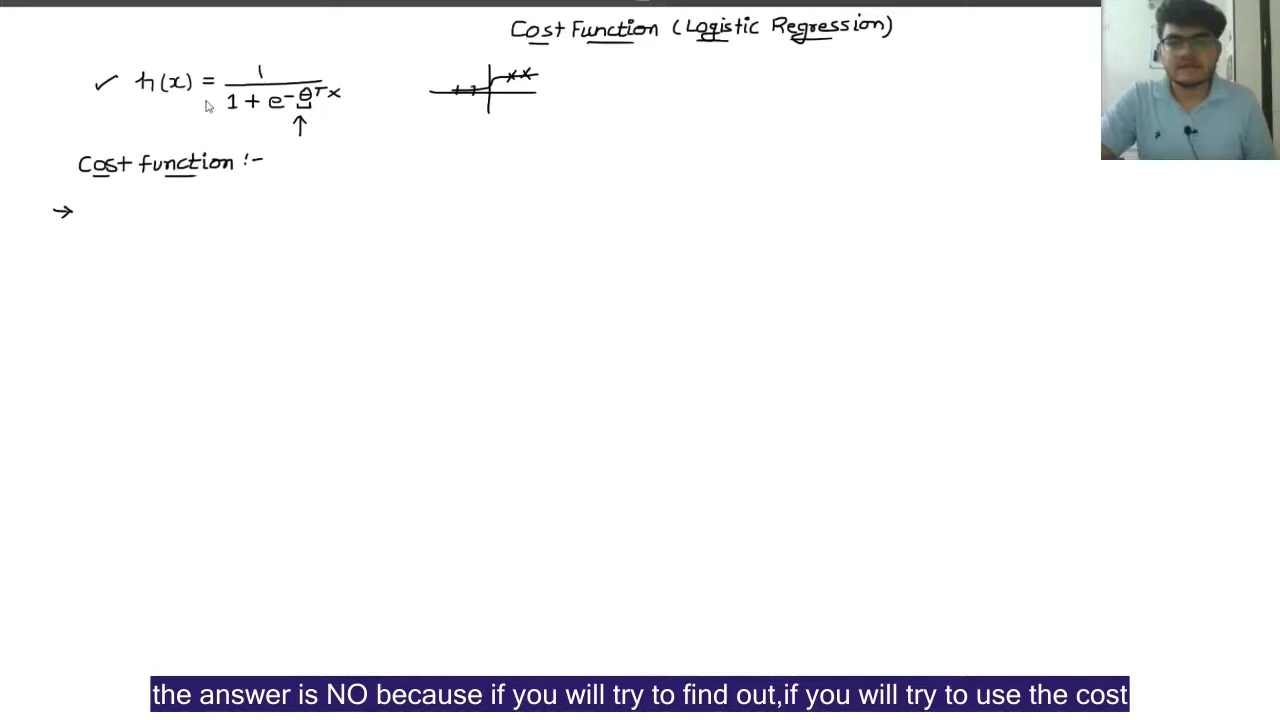 Cost Function (Logistic Regression)
✓ h(x) = 1 / 1 + e^-θᵀx
↑
Cost function :-
→
the answer is NO because if you will try to find out,if you will try to use the cost